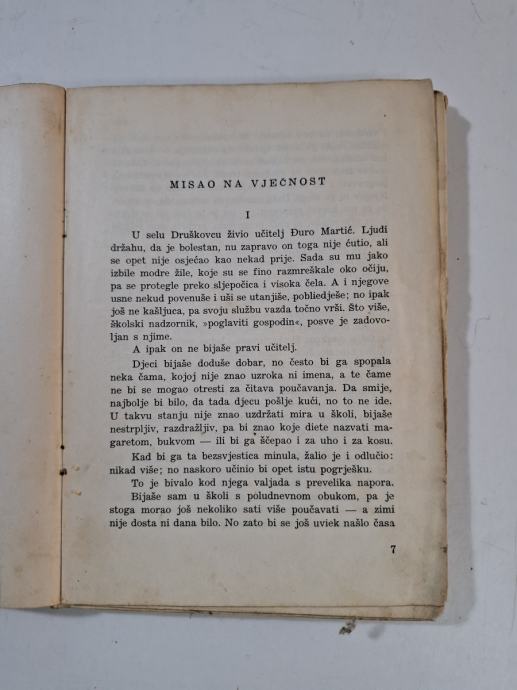 MISAO NA VJEČNOST
I
U selu Druškovcu živio učitelj Đuro Martić. Ljudi
držahu, da je bolestan, nu zapravo on toga nije ćutio, ali
se opet nije osjećao kao nekad prije. Sada su mu jako
izbile modre žile, koje su se fino razmreškale oko očiju,
pa se protegle preko sljepočica i visoka čela. A i njegove
usne nekud povenuše i uši se utanjiše, pobliedješe; no ipak
još ne kašljuca, pa svoju službu vazda točno vrši. Što više,
školski nadzornik, »poglaviti gospodin«, posve je zadovo-
ljan s njime.
A ipak on ne bijaše pravi učitelj.
Djeci bijaše doduše dobar, no često bi ga spopala
neka čama, kojoj nije znao uzroka ni imena, a te čame
ne bi se mogao otresti za čitava poučavanja. Da smije,
najbolje bi bilo, da tada djecu pošlje kući, no to ne ide.
U takvu stanju nije znao uzdržati mira u školi, bijaše
nestrpljiv, razdražljiv, pa bi znao koje diete nazvati ma-
garetom, bukvom — ili bi ga ščepao i za uho i za kosu.
Kad bi ga ta bezsvjestica minula, žalio je i odlučio:
nikad više; no naskoro učinio bi opet istu pogrješku.
To je bivalo kod njega valjada s prevelika napora.
Bijaše sam u školi s poludnevnom obukom, pa je
stoga morao još nekoliko sati više poučavati — a zimi
nije dosta ni dana bilo. No zato bi se još uviek našlo časa
7